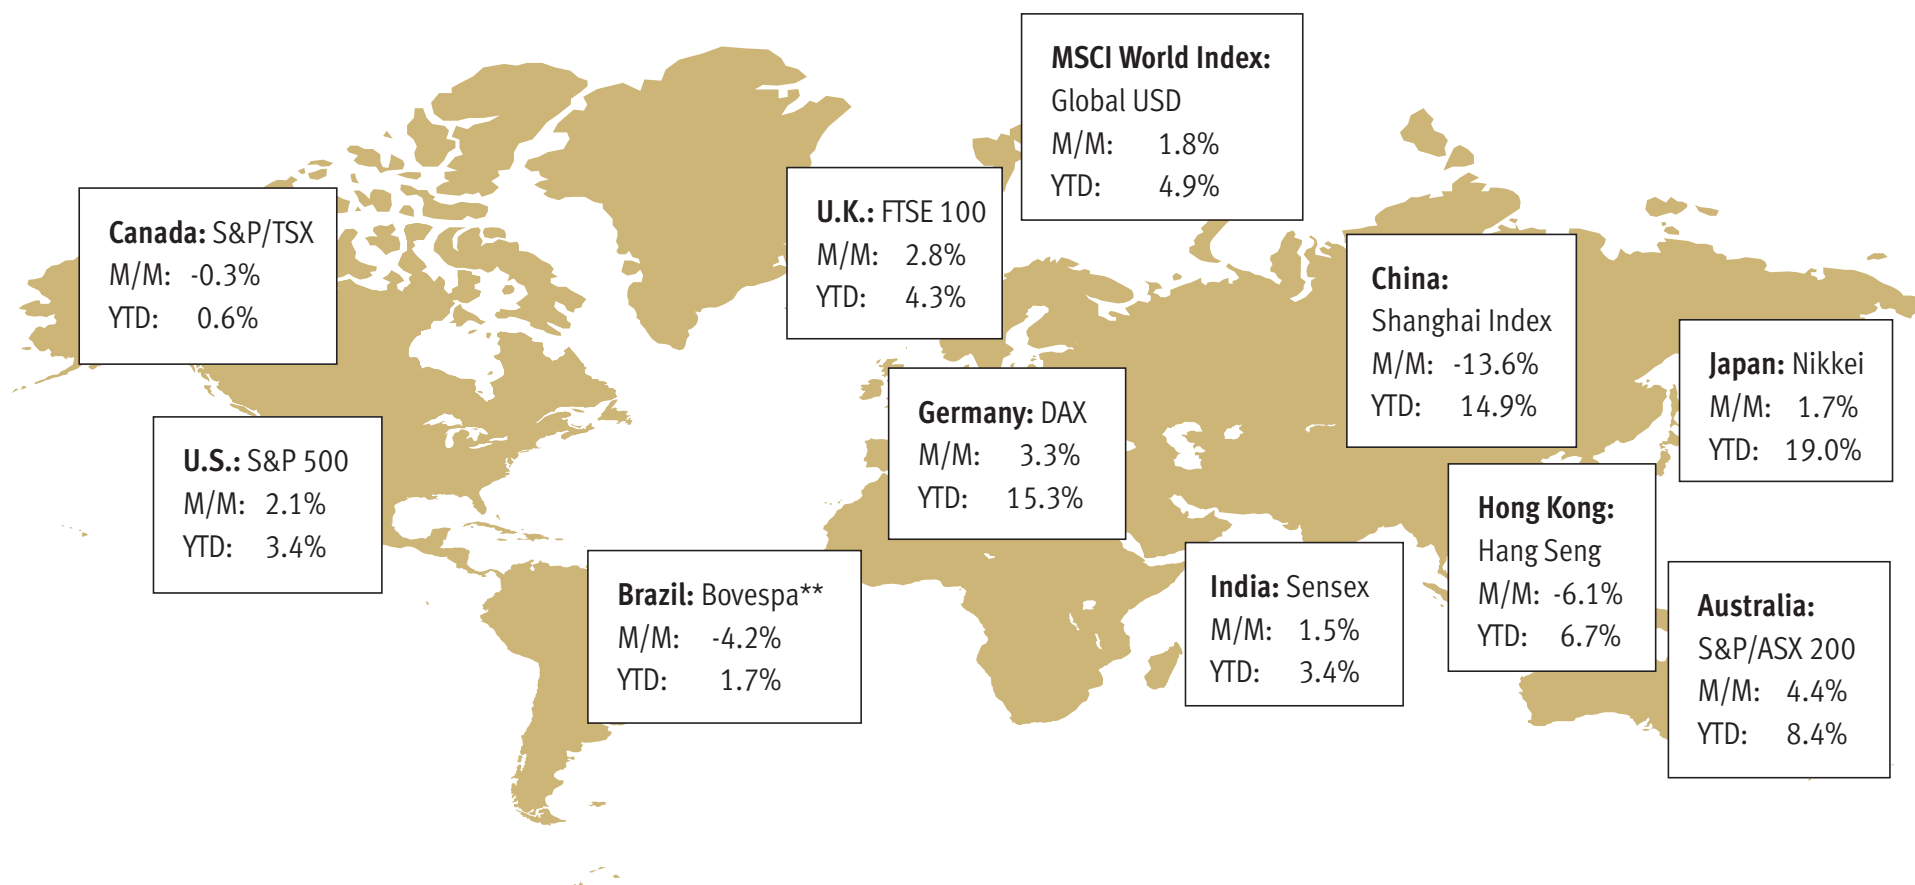 MSCI World Index:
Global USD
M/M: 1.8%
YTD: 4.9%
Canada: S&P/TSX
M/M: -0.3%
YTD: 0.6%
U.K.: FTSE 100
M/M: 2.8%
YTD: 4.3%
China:
Shanghai Index
M/M: -13.6%
YTD: 14.9%
Japan: Nikkei
M/M: 1.7%
YTD: 19.0%
Germany: DAX
M/M: 3.3%
YTD: 15.3%
U.S.: S&P 500
M/M: 2.1%
YTD: 3.4%
Hong Kong:
Hang Seng
M/M: -6.1%
YTD: 6.7%
Brazil: Bovespa**
M/M: -4.2%
YTD: 1.7%
India: Sensex
M/M: 1.5%
YTD: 3.4%
Australia:
S&P/ASX 200
M/M: 4.4%
YTD: 8.4%